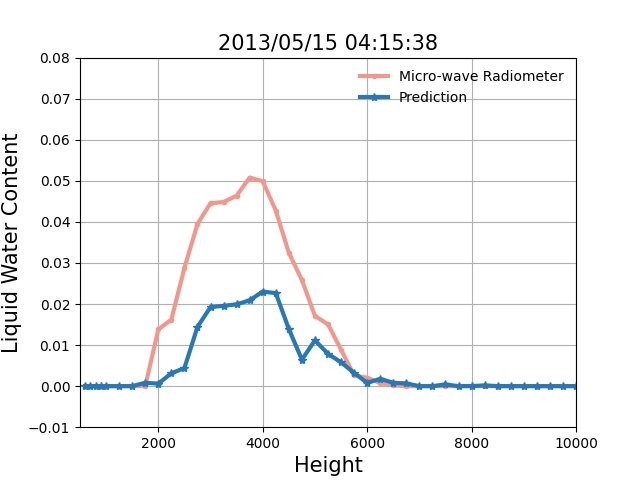 2013/05/15 04:15:38
Micro-wave Radiometer
Prediction
Liquid Water Content
0.08
0.07
0.06
0.05
0.04
0.03
0.02
0.01
0.00
−0.01
2000 4000 6000 8000 10000
Height